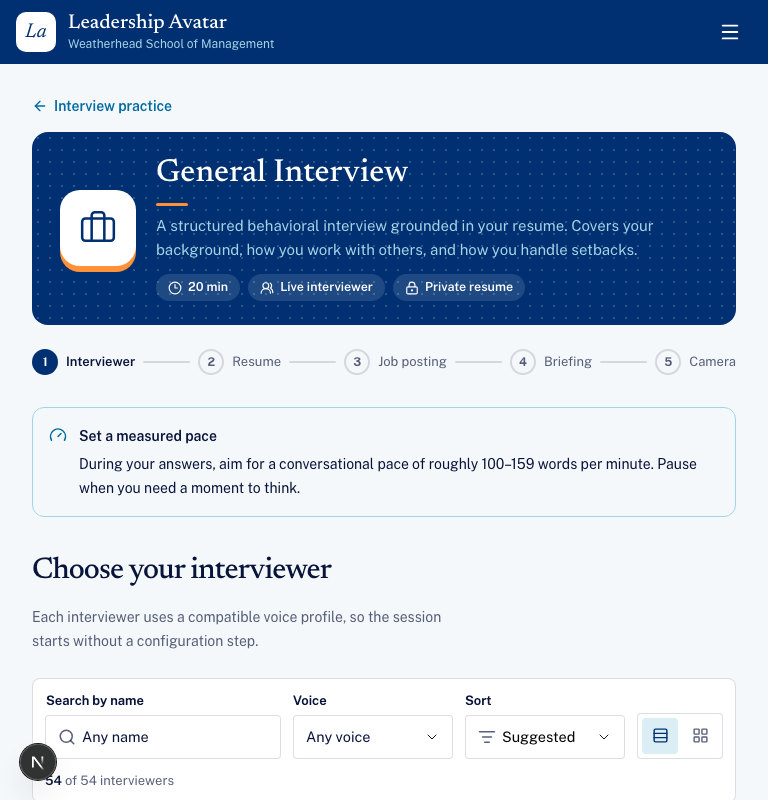 La
Leadership Avatar
Weatherhead School of Management
Interview practice
General Interview
A structured behavioral interview grounded in your resume. Covers your
background, how you work with others, and how you handle setbacks.
20 min
Live interviewer
Private resume
1 Interviewer 2 Resume 3 Job posting 4 Briefing 5 Camera
Set a measured pace
During your answers, aim for a conversational pace of roughly 100–159 words per minute. Pause
when you need a moment to think.
Choose your interviewer
Each interviewer uses a compatible voice profile, so the session
starts without a configuration step.
Search by name Voice Sort
Any name Any voice Suggested
N
54 of 54 interviewers